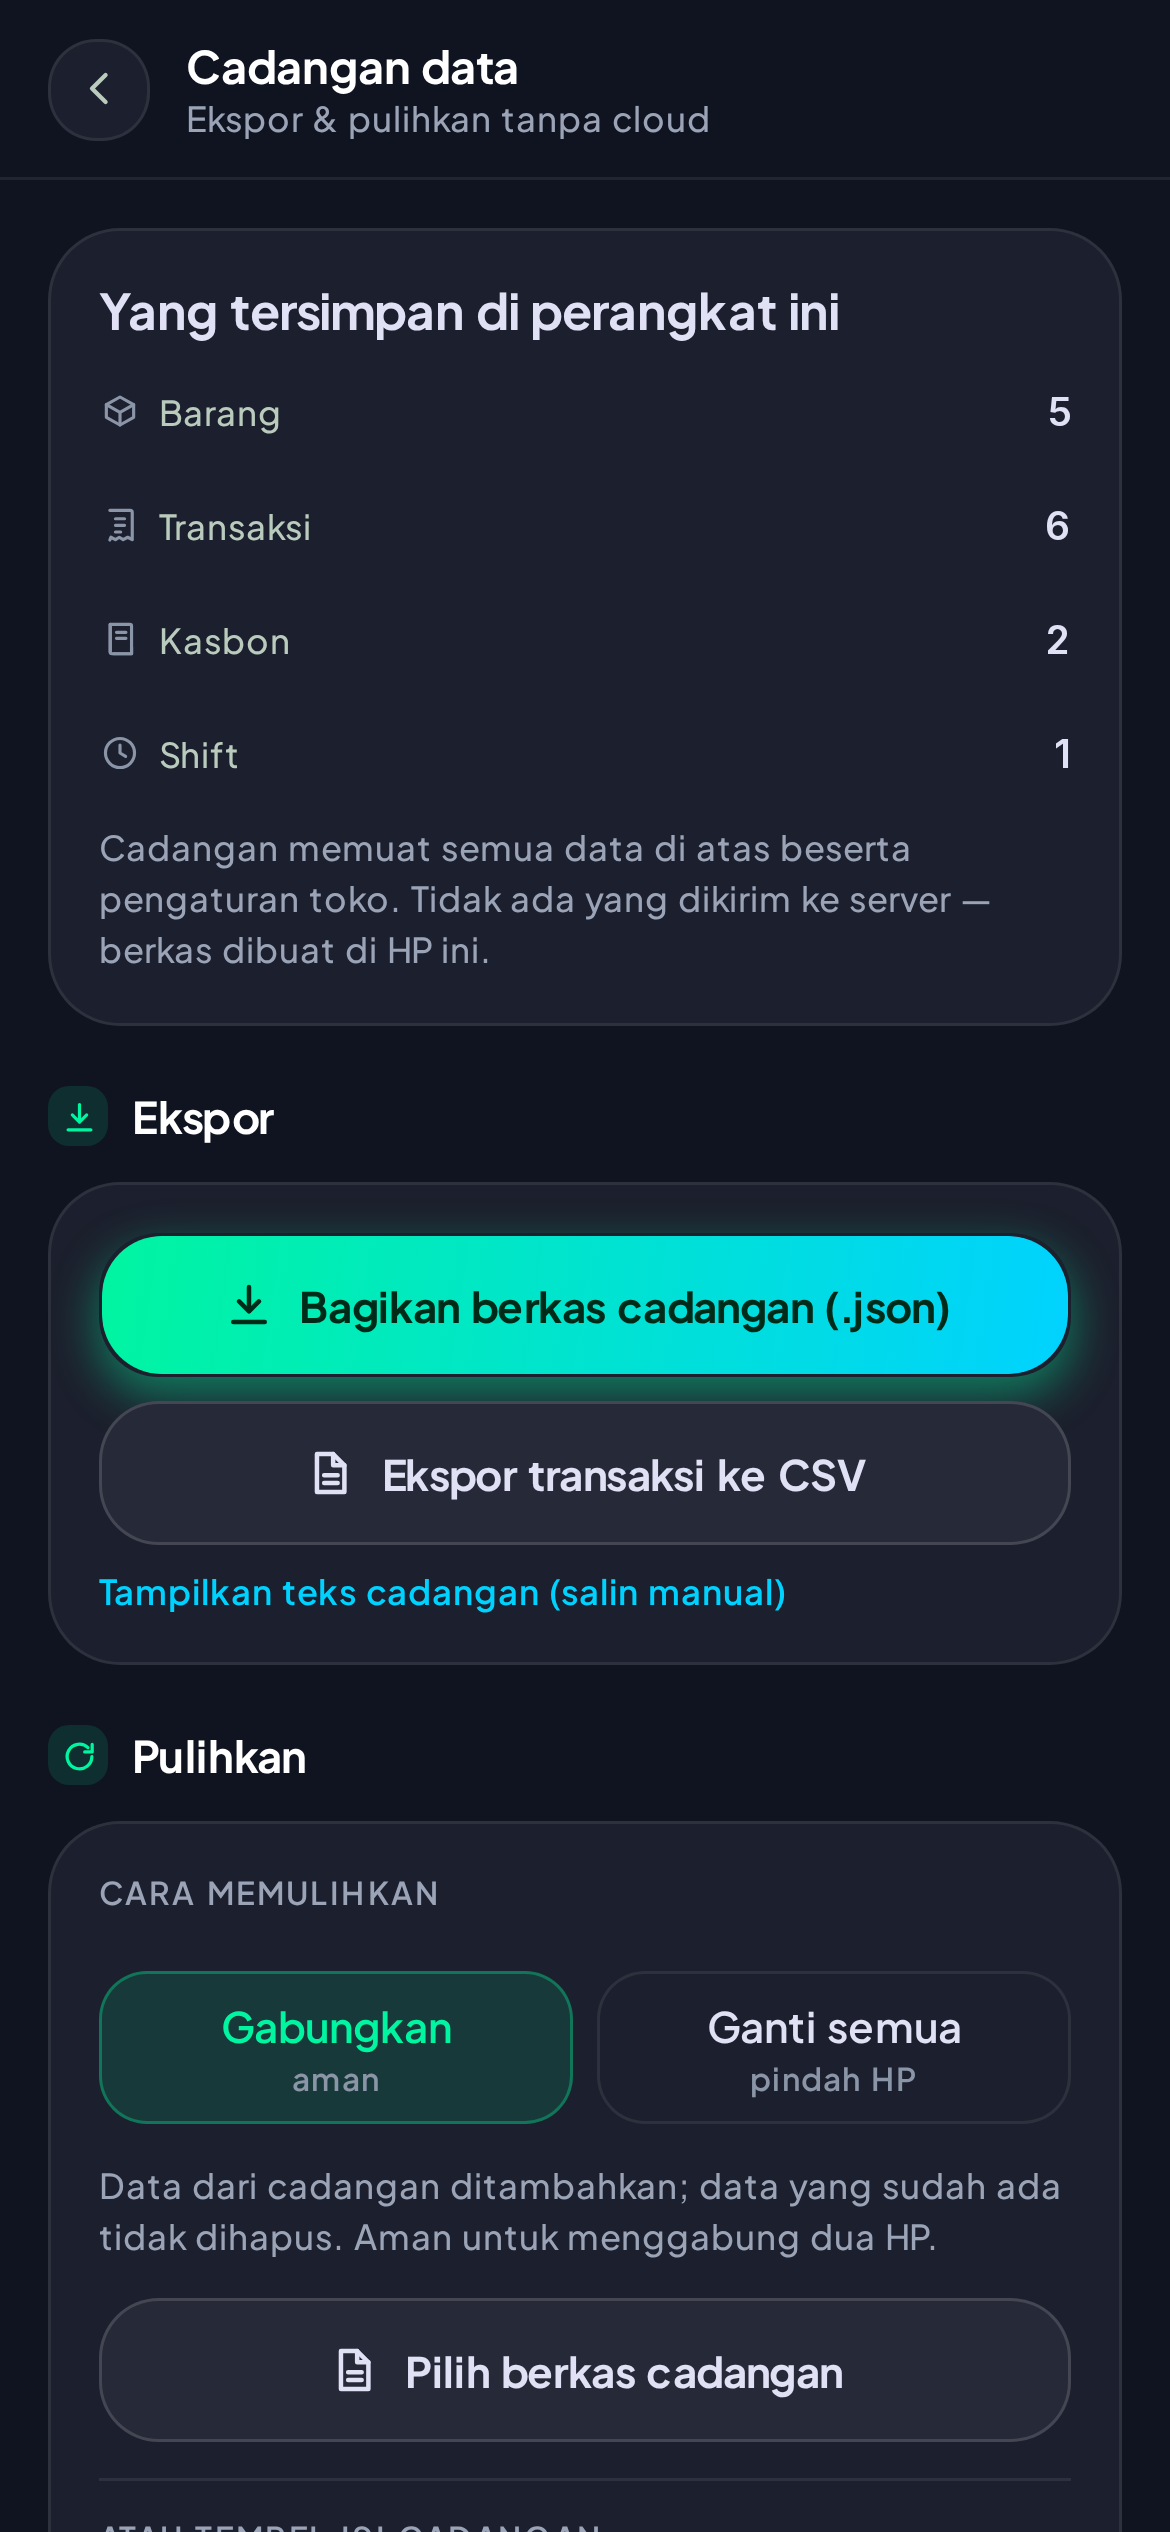 Cadangan data
Ekspor & pulihkan tanpa cloud
Yang tersimpan di perangkat ini
Barang 5
Transaksi 6
Kasbon 2
Shift 1
Cadangan memuat semua data di atas beserta
pengaturan toko. Tidak ada yang dikirim ke server —
berkas dibuat di HP ini.
Ekspor
Bagikan berkas cadangan (.json)
Ekspor transaksi ke CSV
Tampilkan teks cadangan (salin manual)
Pulihkan
CARA MEMULIHKAN
Gabungkan
aman
Ganti semua
pindah HP
Data dari cadangan ditambahkan; data yang sudah ada
tidak dihapus. Aman untuk menggabung dua HP.
Pilih berkas cadangan
ATAU TEMPEL ISI CADANGAN